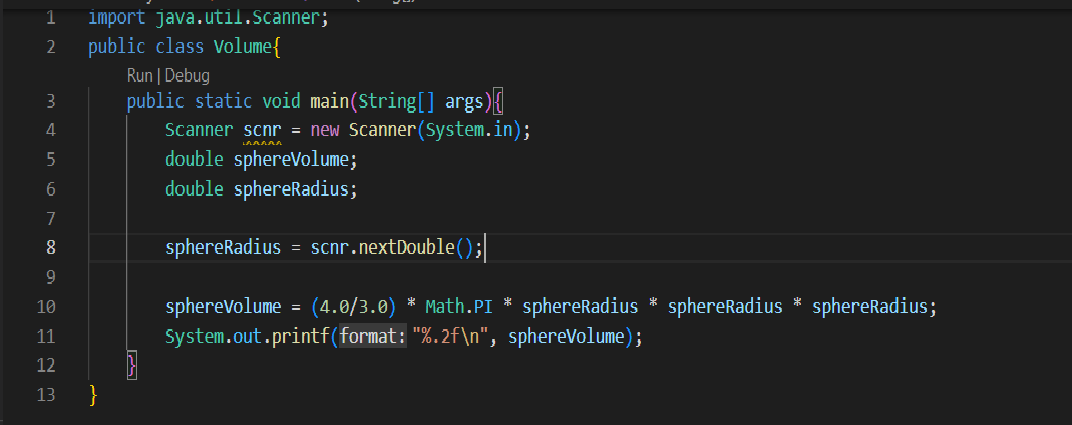 1 import java.util.Scanner;
2 public class Volume{
Run | Debug
3 public static void main(String[] args){
4 Scanner scnr = new Scanner(System.in);
5 double sphereVolume;
6 double sphereRadius;
7
8 sphereRadius = scnr.nextDouble();
9
10 sphereVolume = (4.0/3.0) * Math.PI * sphereRadius * sphereRadius * sphereRadius;
11 System.out.printf(format:"%.2f\n", sphereVolume);
12 }
13 }